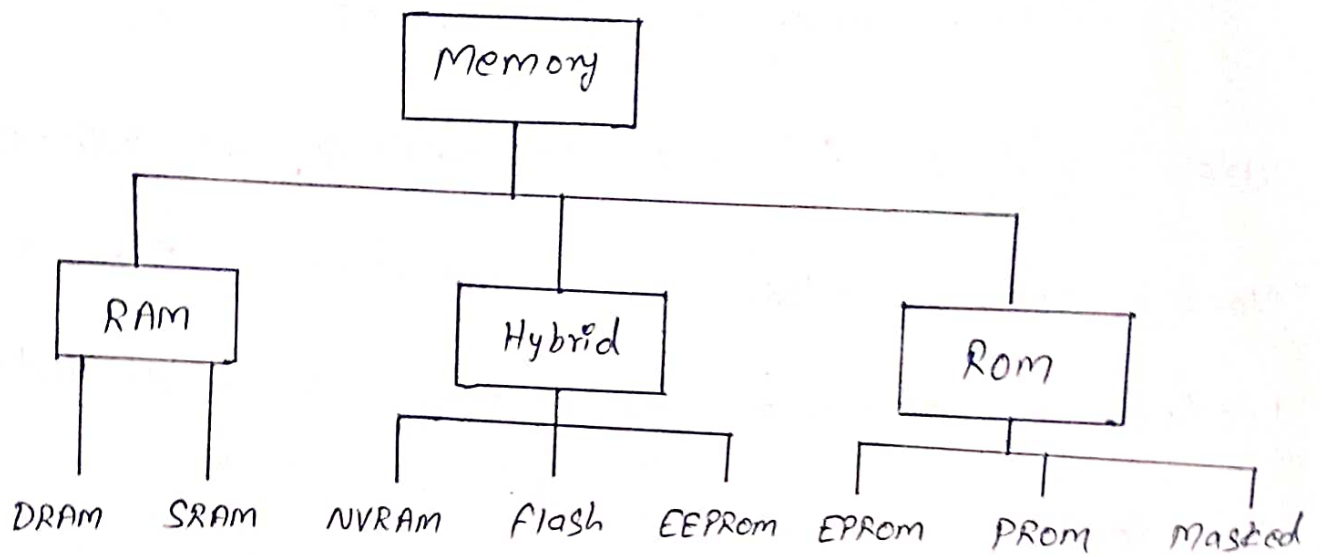 Memory
RAM
Hybrid
ROM
DRAM SRAM NVRAM Flash EEPROM EPROM PROM Masked